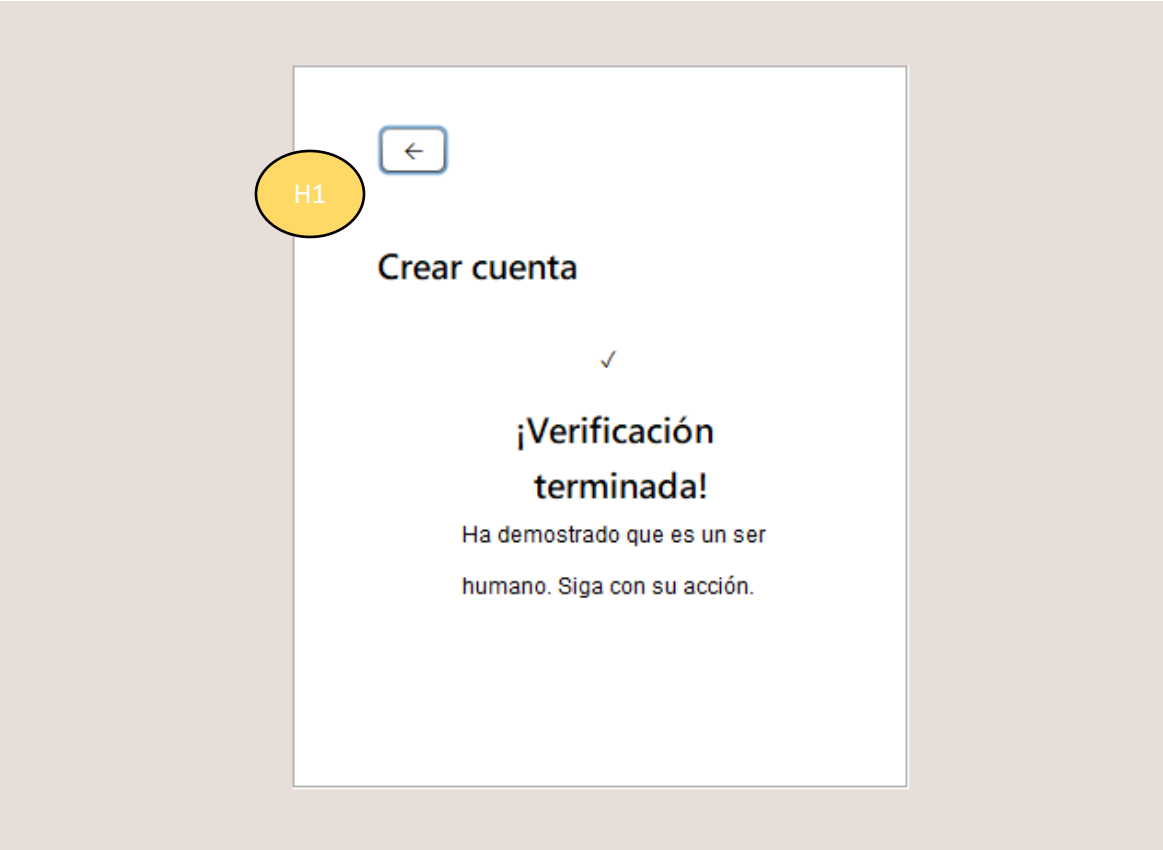 H1
Crear cuenta
¡Verificación
terminada!
Ha demostrado que es un ser
humano. Siga con su acción.